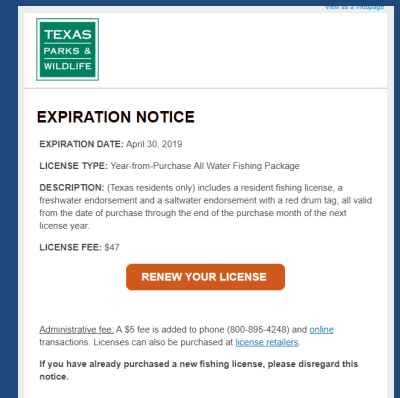 View as a Webpage
TEXAS
PARKS &
WILDLIFE
EXPIRATION NOTICE
EXPIRATION DATE: April 30, 2019
LICENSE TYPE: Year-from-Purchase All Water Fishing Package
DESCRIPTION: (Texas residents only) includes a resident fishing license, a
freshwater endorsement and a saltwater endorsement with a red drum tag, all valid
from the date of purchase through the end of the purchase month of the next
license year.
LICENSE FEE: $47
RENEW YOUR LICENSE
Administrative fee: A $5 fee is added to phone (800-895-4248) and online
transactions. Licenses can also be purchased at license retailers.
If you have already purchased a new fishing license, please disregard this
notice.